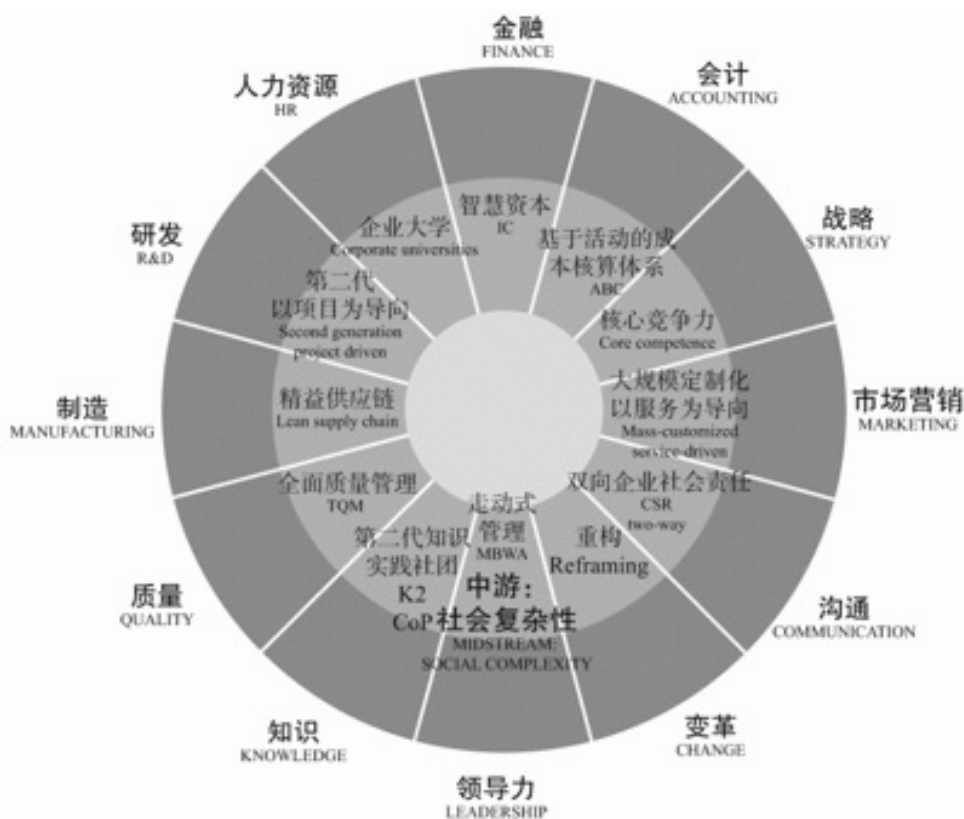 金融
FINANCE
会计
ACCOUNTING
战略
STRATEGY
市场营销
MARKETING
沟通
COMMUNICATION
变革
CHANGE
领导力
LEADERSHIP
知识
KNOWLEDGE
质量
QUALITY
制造
MANUFACTURING
研发
R&D
人力资源
HR
智慧资本
IC
基于活动的成
本核算体系
ABC
核心竞争力
Core competence
大规模定制化
以服务为导向
Mass-customized
service-driven
双向企业社会责任
CSR
two-way
重构
Reframing
走动式
管理
MBWA
中游：
社会复杂性
MIDSTREAM:
SOCIAL COMPLEXITY
第二代知识
实践社团
K2
CoP
全面质量管理
TQM
精益供应链
Lean supply chain
第二代
以项目为导向
Second generation
project driven
企业大学
Corporate universities